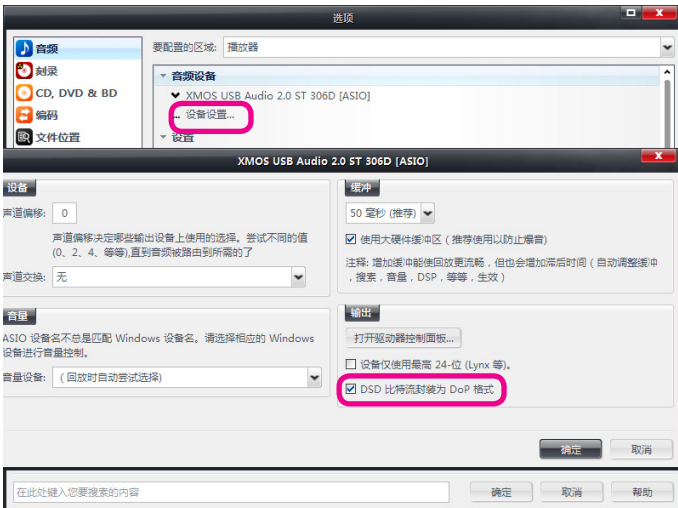 选项
音频
刻录
CD, DVD & BD
编码
文件位置
要配置的区域: 播放器
音频设备
XMOS USB Audio 2.0 ST 306D [ASIO]
... 设备设置...
设置
XMOS USB Audio 2.0 ST 306D [ASIO]
设备
声道偏移: 0
声道偏移决定哪些输出设备上使用的选择。尝试不同的值
(0、2、4、等等),直到音频被路由到所需的了
声道交换: 无
音量
ASIO 设备名不总是匹配 Windows 设备名。请选择相应的 Windows
设备进行音量控制。
音量设备: ( 回放时自动尝试选择)
缓冲
50 毫秒 (推荐)
使用大硬件缓冲区 ( 推荐使用以防止爆音)
注释: 增加缓冲能使回放更流畅，但也会增加滞后时间 ( 自动调整缓冲
，搜索，音量，DSP，等等，生效 )
输出
打开驱动器控制面板...
设备仅使用最高 24-位 (Lynx 等)。
DSD 比特流封装为 DoP 格式
确定 取消
在此处键入您要搜索的内容
确定 取消 帮助